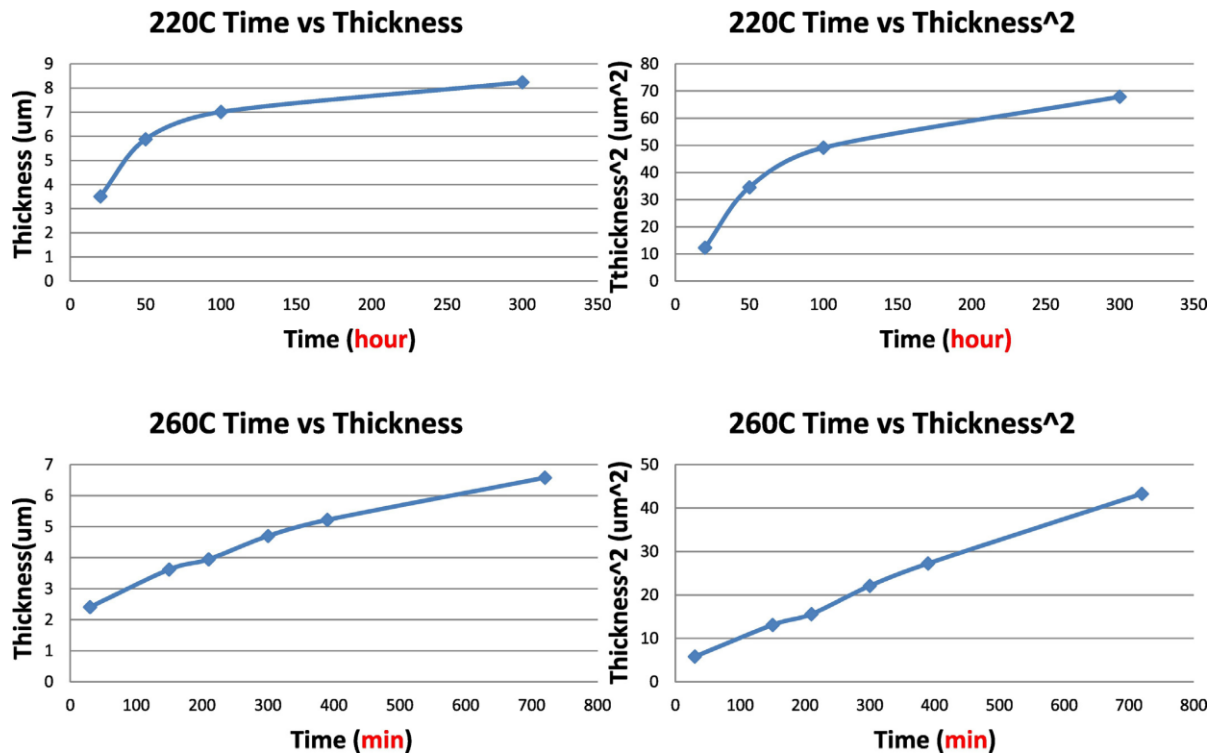 220C Time vs Thickness
Thickness (um)
9
8
7
6
5
4
3
2
1
0
0 50 100 150 200 250 300 350
Time (hour)
220C Time vs Thickness^2
Tthickness^2 (um^2)
80
70
60
50
40
30
20
10
0
0 50 100 150 200 250 300 350
Time (hour)
260C Time vs Thickness
Thickness(um)
7
6
5
4
3
2
1
0
0 100 200 300 400 500 600 700 800
Time (min)
260C Time vs Thickness^2
Thickness^2 (um^2)
50
40
30
20
10
0
0 100 200 300 400 500 600 700 800
Time (min)